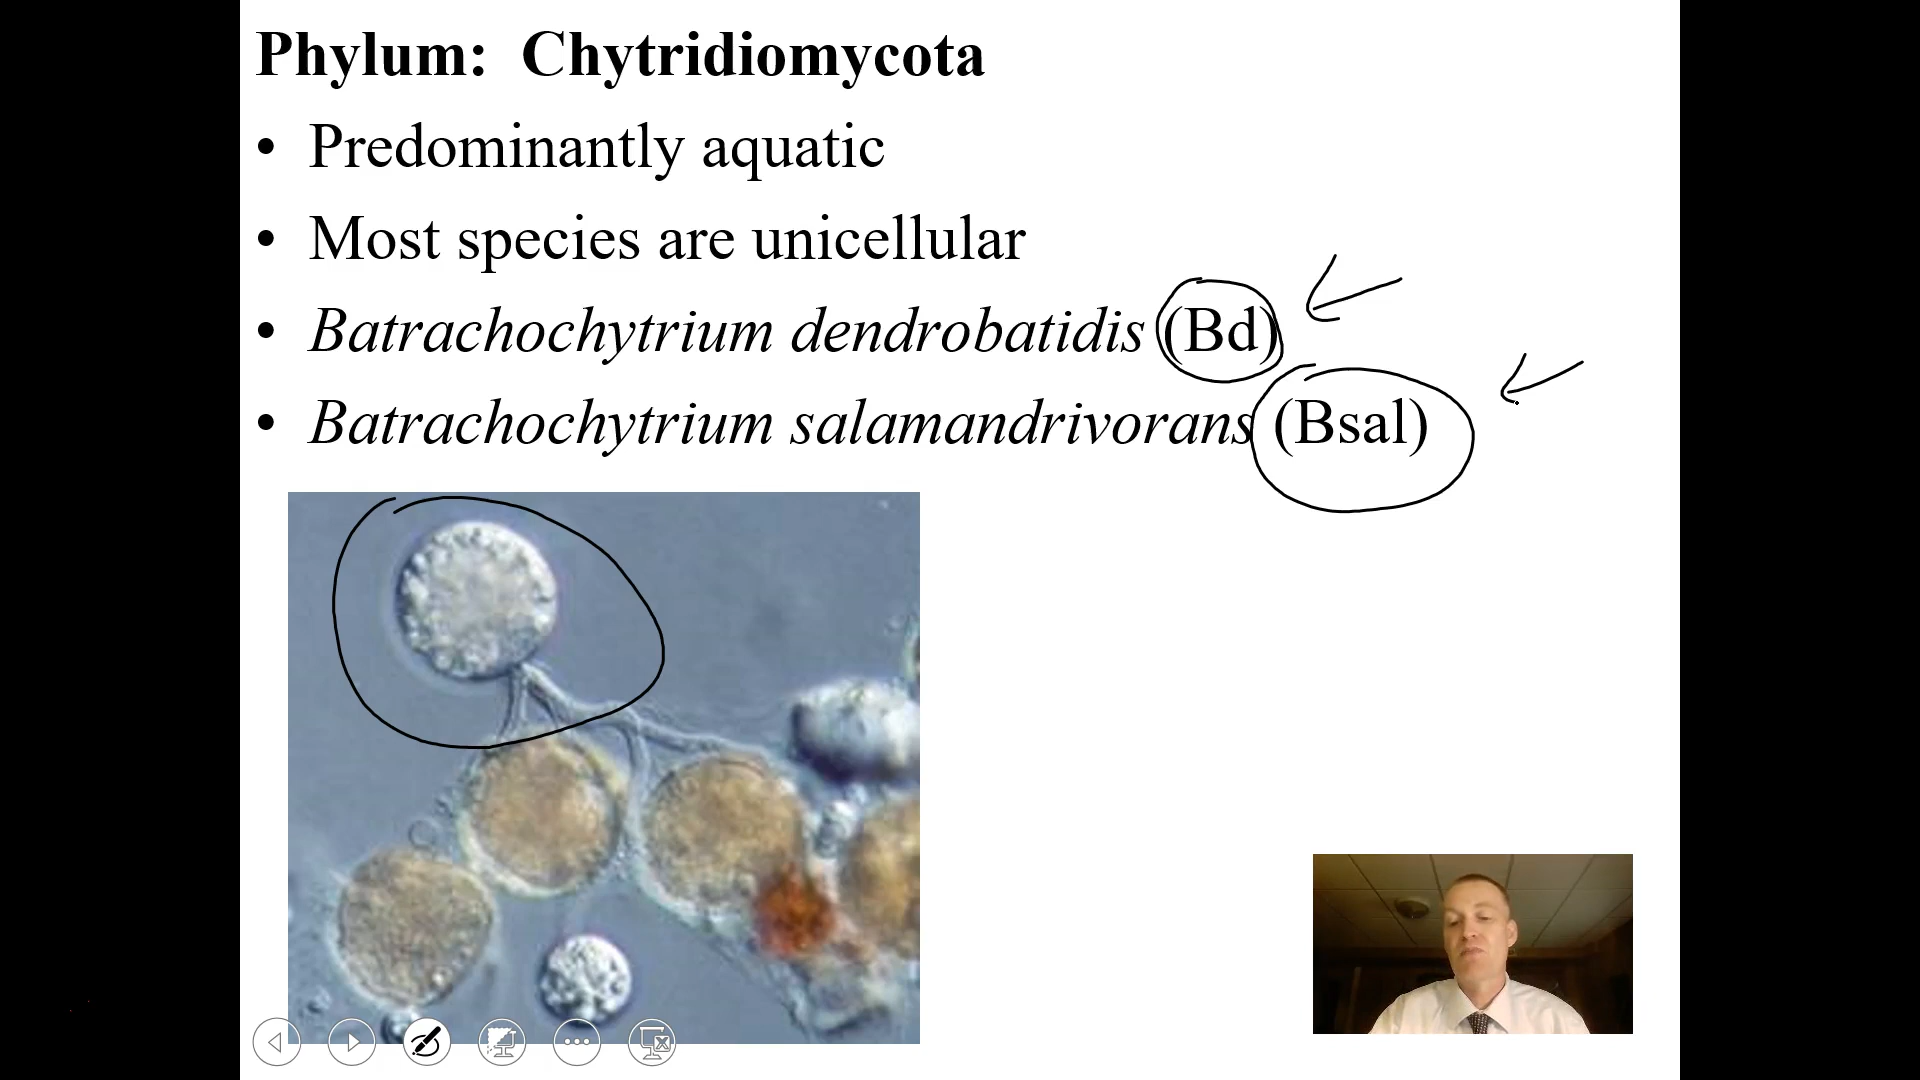 Phylum: Chytridiomycota
• Predominantly aquatic
• Most species are unicellular
• Batrachochytrium dendrobatidis (Bd)
• Batrachochytrium salamandrivorans (Bsal)